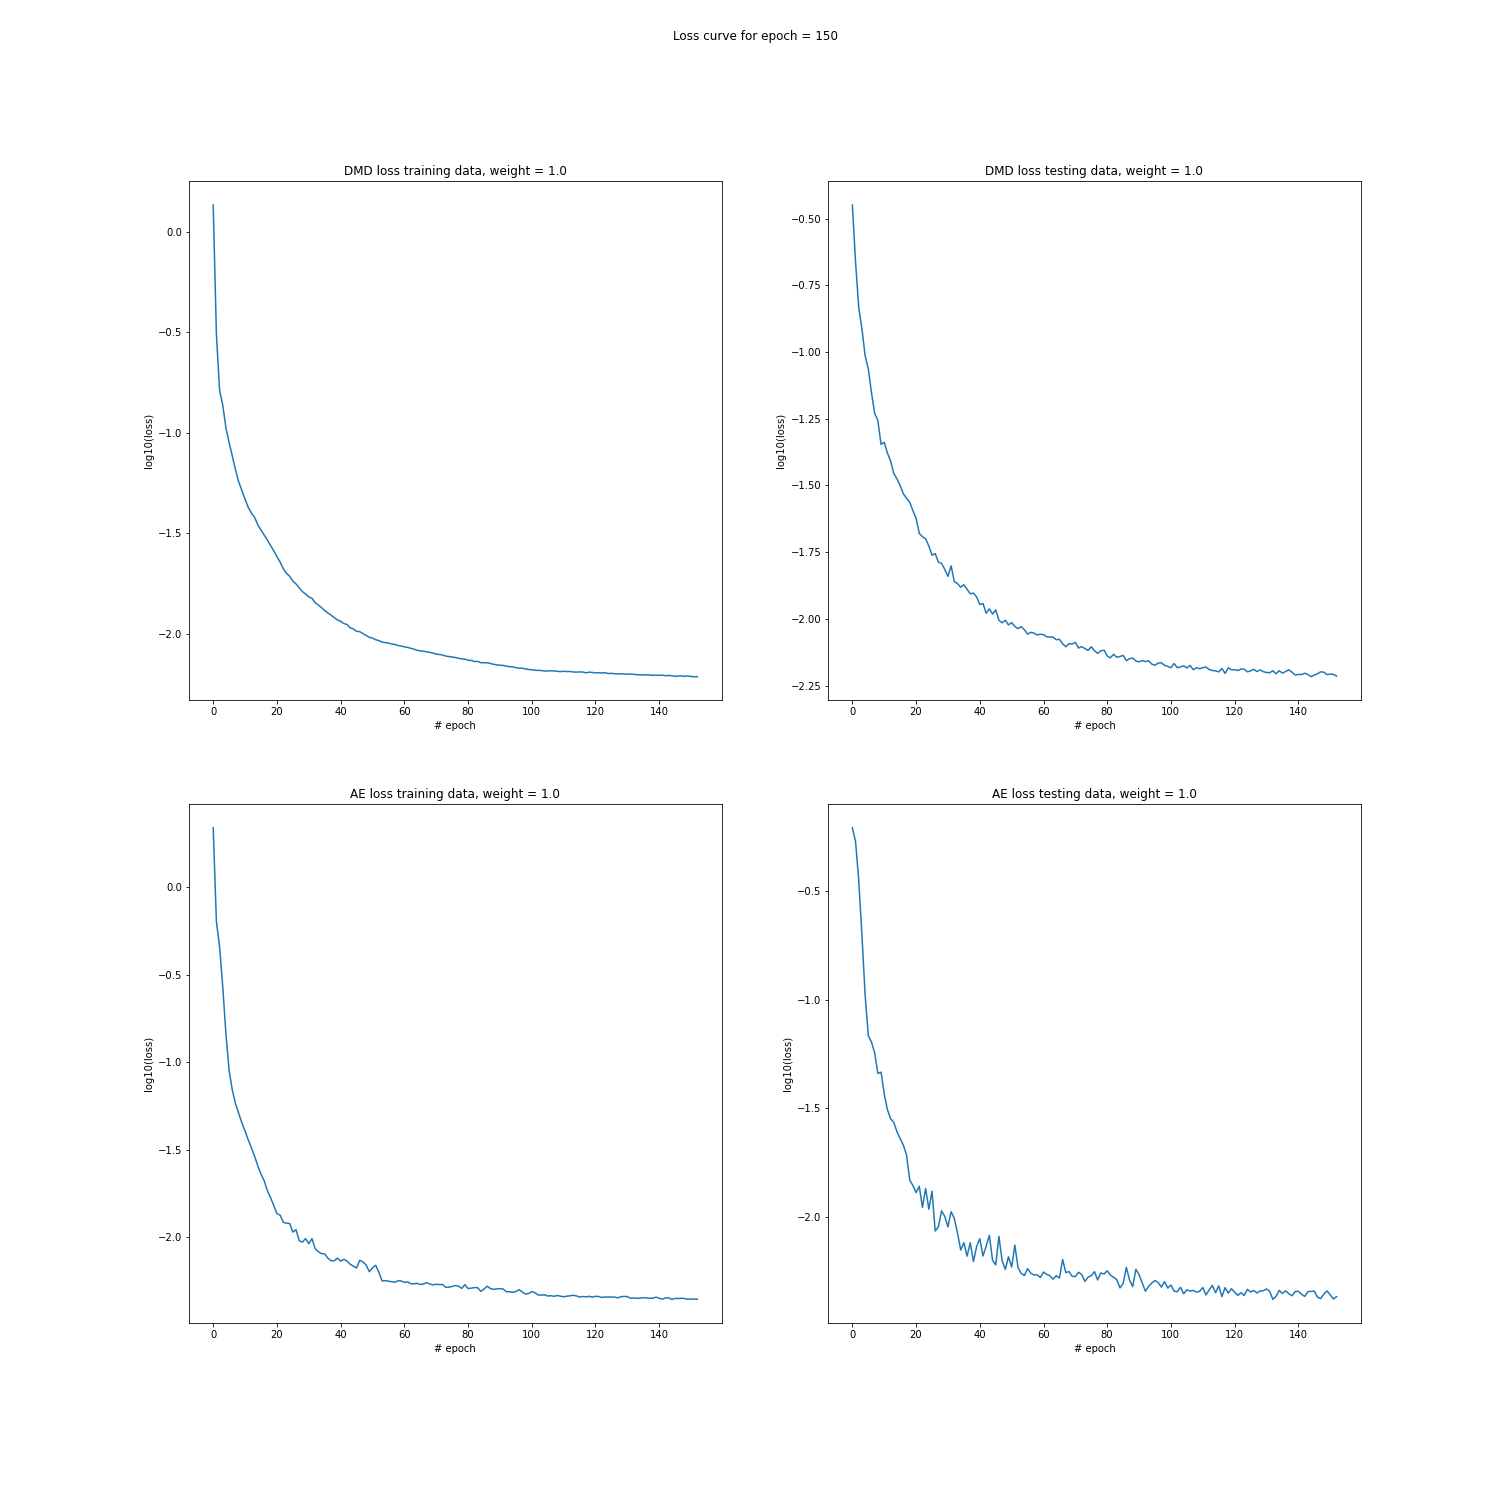 Loss curve for epoch = 150
DMD loss training data, weight = 1.0
0.0
−0.5
−1.0
−1.5
−2.0
log10(loss)
0 20 40 60 80 100 120 140
# epoch
DMD loss testing data, weight = 1.0
−0.50
−0.75
−1.00
−1.25
−1.50
−1.75
−2.00
−2.25
log10(loss)
0 20 40 60 80 100 120 140
# epoch
AE loss training data, weight = 1.0
0.0
−0.5
−1.0
−1.5
−2.0
log10(loss)
0 20 40 60 80 100 120 140
# epoch
AE loss testing data, weight = 1.0
−0.5
−1.0
−1.5
−2.0
log10(loss)
0 20 40 60 80 100 120 140
# epoch